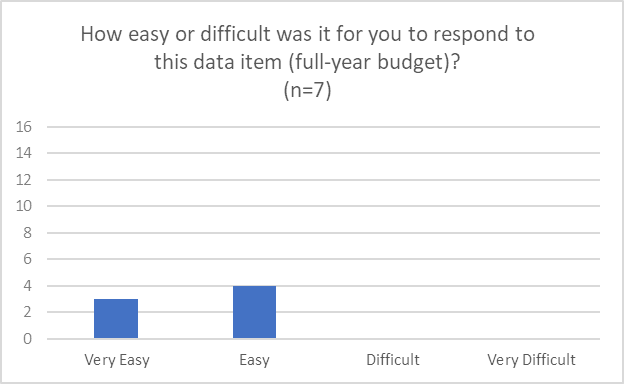 How easy or difficult was it for you to respond to
this data item (full-year budget)?
(n=7)
16
14
12
10
8
6
4
2
0
Very Easy Easy Difficult Very Difficult